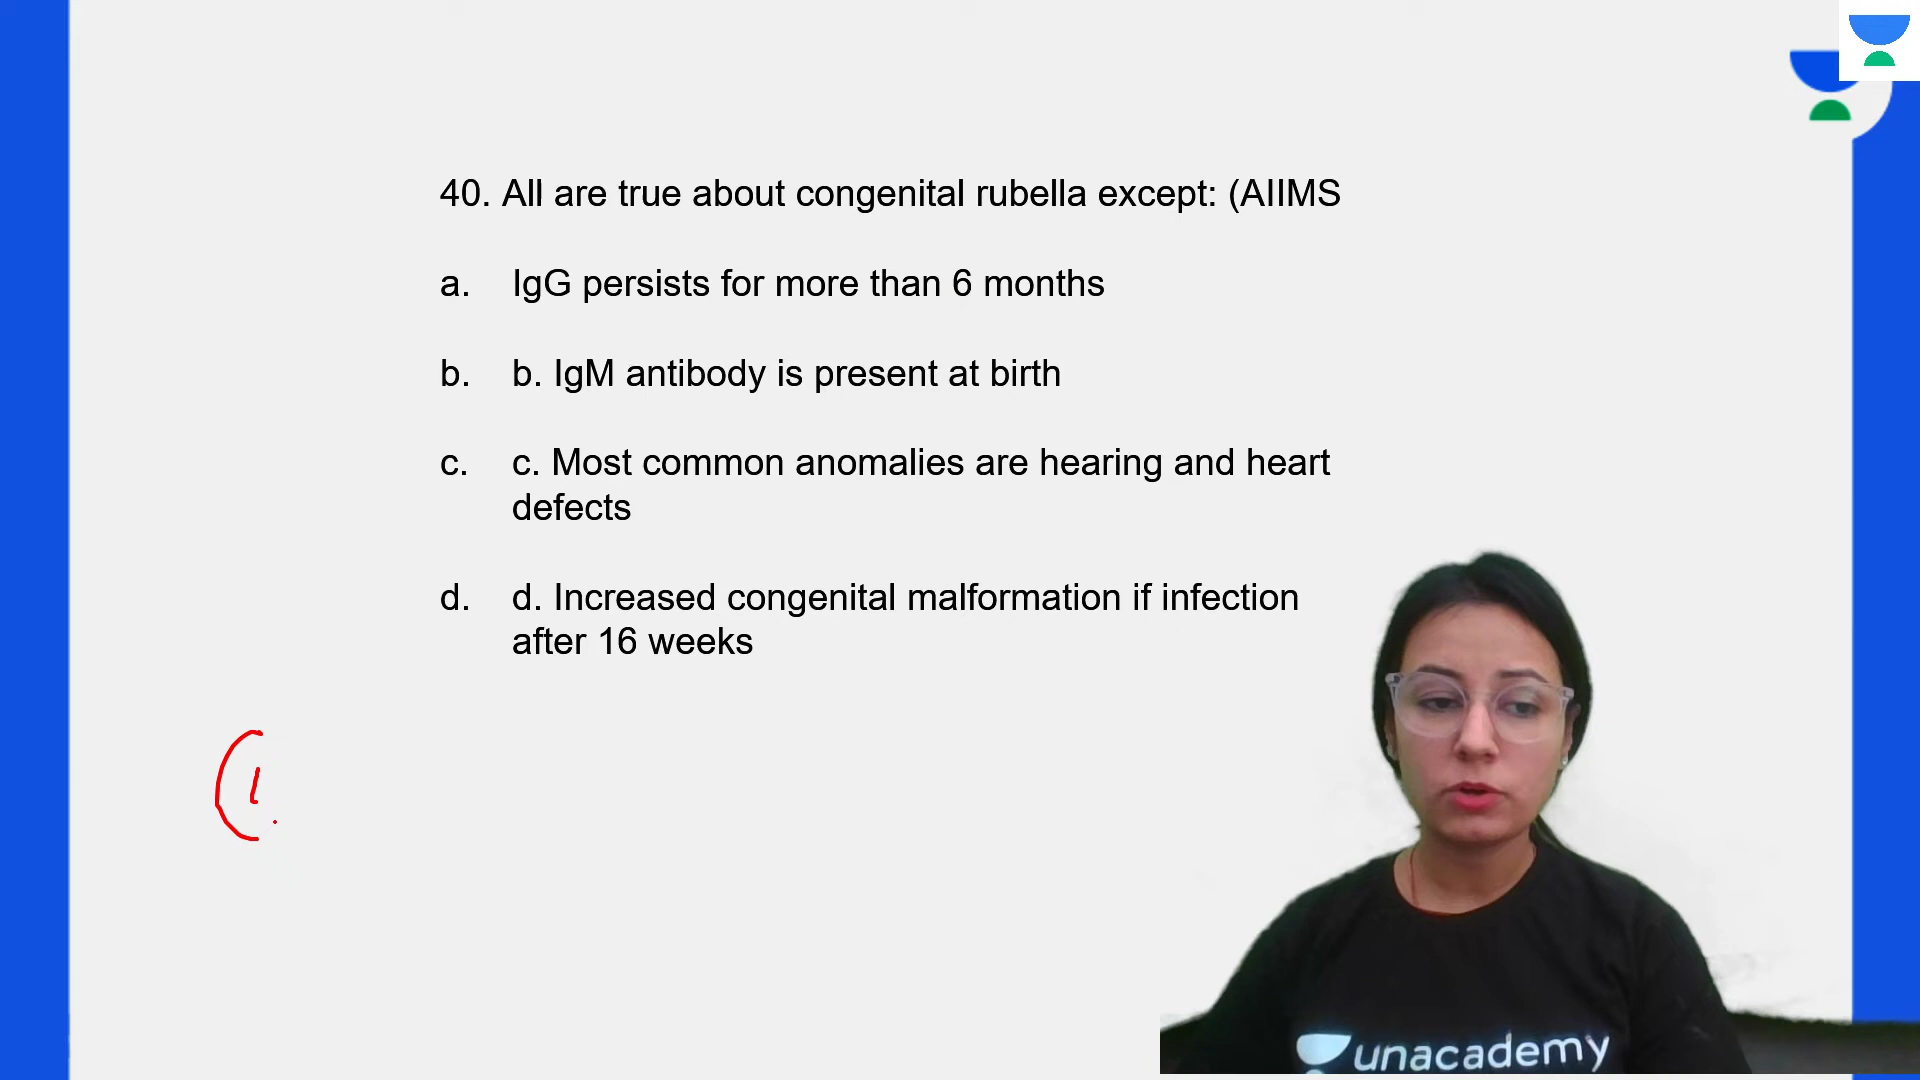 40. All are true about congenital rubella except: (AIIMS
a. IgG persists for more than 6 months
b. b. IgM antibody is present at birth
c. c. Most common anomalies are hearing and heart
defects
d. d. Increased congenital malformation if infection
after 16 weeks
(1
unacademy